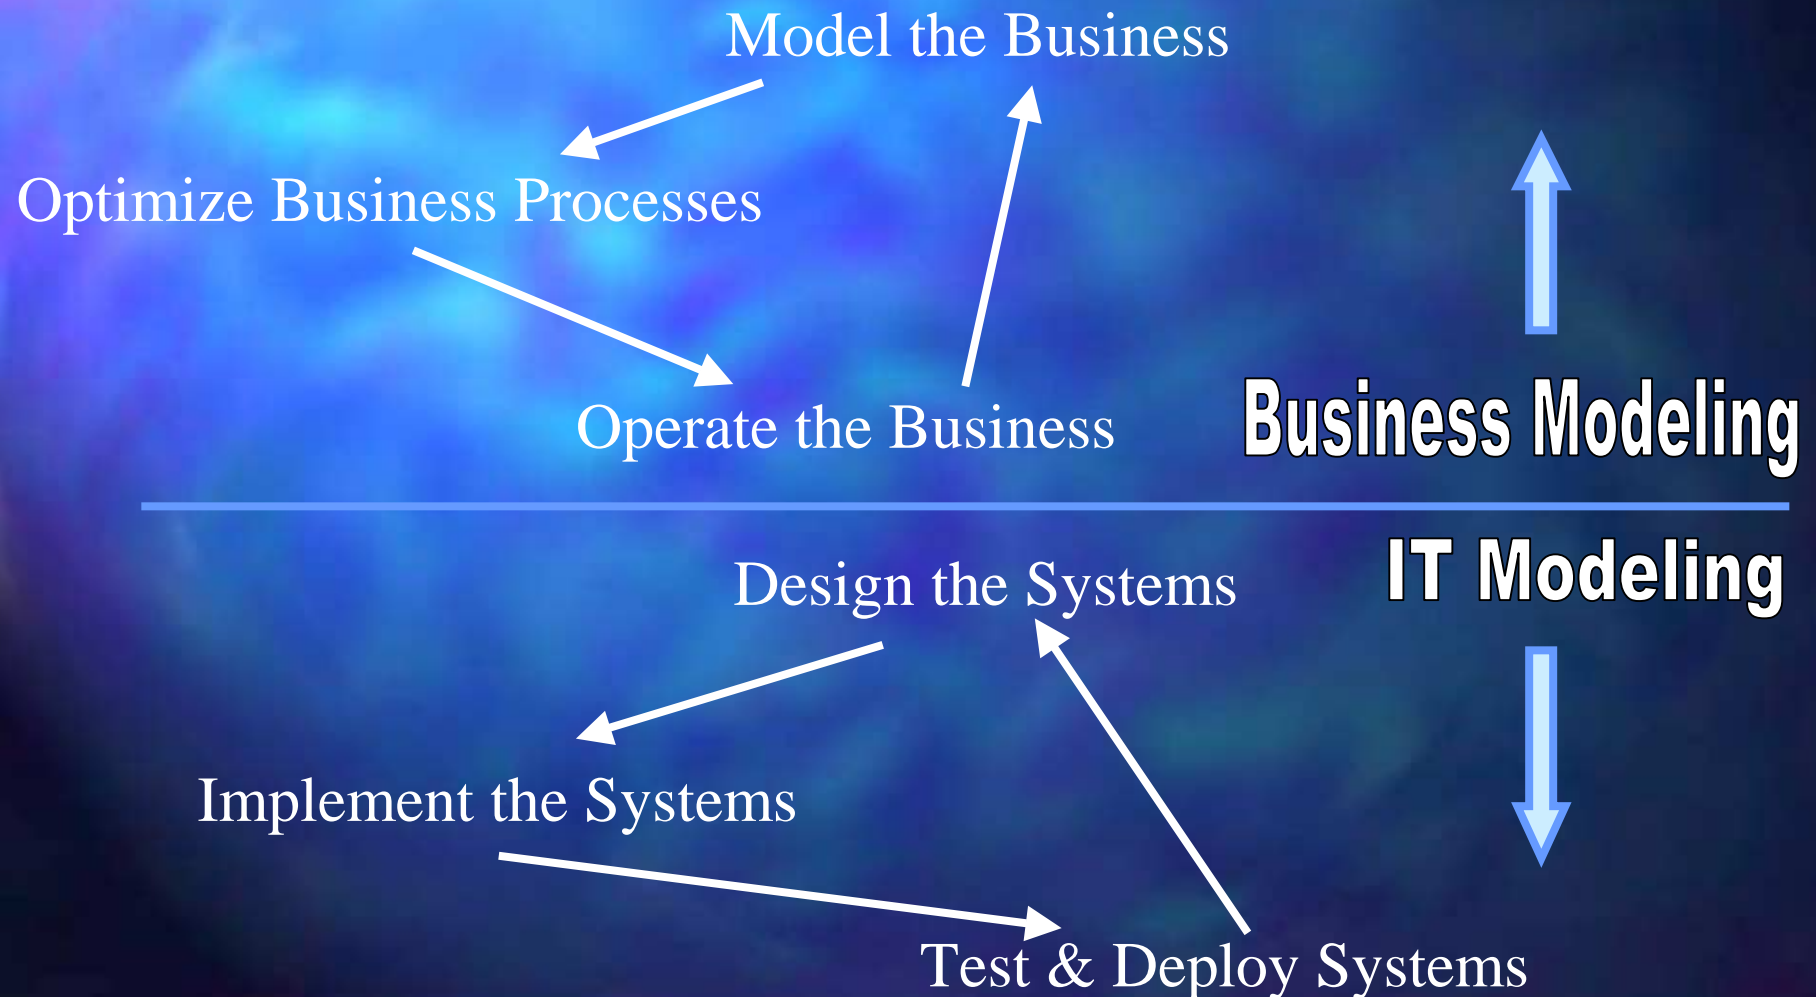 Model the Business
Optimize Business Processes
Operate the Business
Business Modeling
IT Modeling
Design the Systems
Implement the Systems
Test & Deploy Systems